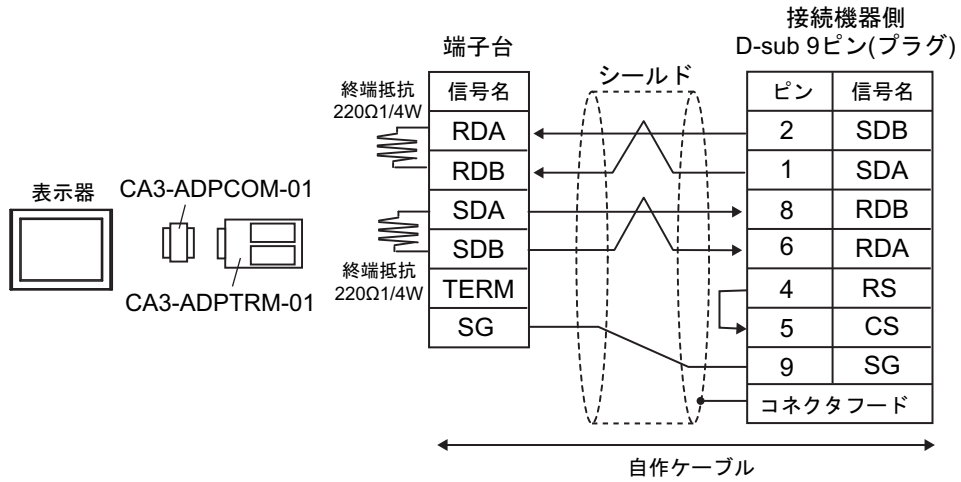 接続機器側
D-sub 9ピン(プラグ)
端子台
シールド
終端抵抗
220Ω1/4W
信号名
ピン 信号名
RDA 2 SDB
RDB 1 SDA
表示器
CA3-ADPCOM-01
SDA 8 RDB
SDB 6 RDA
終端抵抗
220Ω1/4W
CA3-ADPTRM-01
TERM 4 RS
SG 5 CS
9 SG
コネクタフード
自作ケーブル